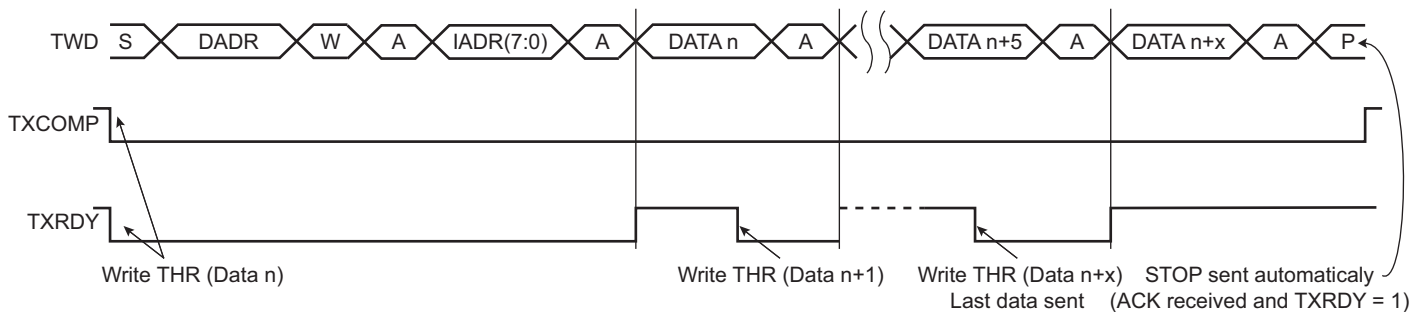 TWD S DADR W A IADR(7:0) A DATA n A DATA n+5 A DATA n+x A P
TXCOMP
TXRDY
Write THR (Data n) Write THR (Data n+1) Write THR (Data n+x) STOP sent automaticaly
Last data sent (ACK received and TXRDY = 1)